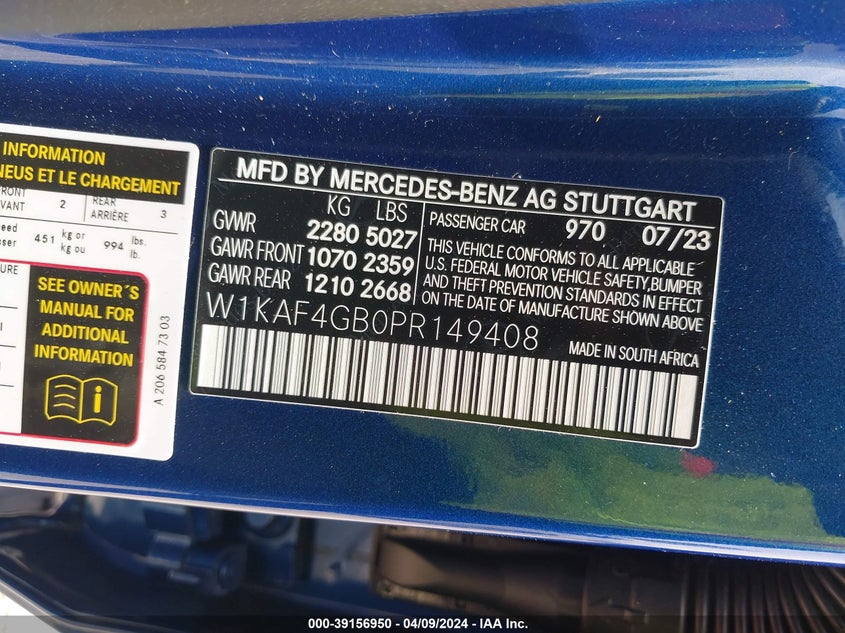 INFORMATION
NEUS ET LE CHARGEMENT
RONT
VANT 2 REAR
ARRIÈRE 3
451 kg or
kg ou 994 lbs.
lb.
SEE OWNER´S
MANUAL FOR
ADDITIONAL
INFORMATION
A 206 584 73 03
MFD BY MERCEDES-BENZ AG STUTTGART
KG LBS
GVWR 2280 5027
GAWR FRONT 1070 2359
GAWR REAR 1210 2668
PASSENGER CAR 970 07/23
THIS VEHICLE CONFORMS TO ALL APPLICABLE
U.S. FEDERAL MOTOR VEHICLE SAFETY, BUMPER
AND THEFT PREVENTION STANDARDS IN EFFECT
ON THE DATE OF MANUFACTURE SHOWN ABOVE
W1KAF4GB0PR149408
MADE IN SOUTH AFRICA
000-39156950 - 04/09/2024 - IAA Inc.